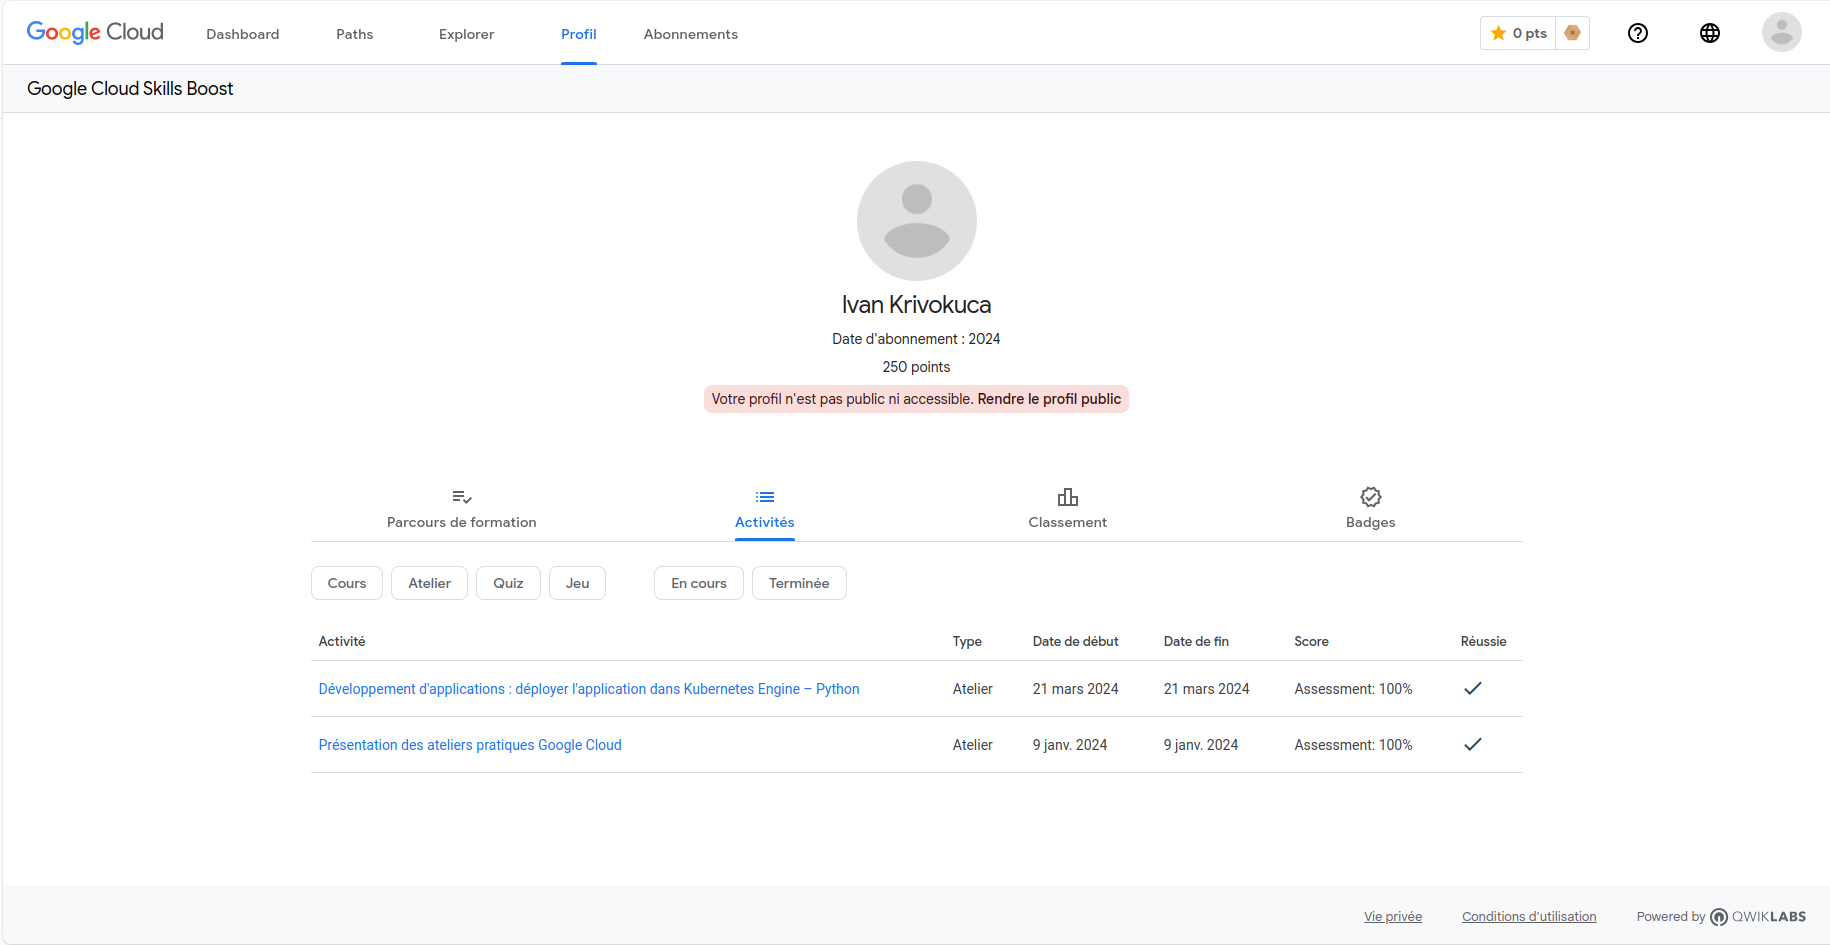 Google Cloud Dashboard Paths Explorer Profil Abonnements 0 pts
Google Cloud Skills Boost
Ivan Krivokuca
Date d'abonnement : 2024
250 points
Votre profil n'est pas public ni accessible. Rendre le profil public
Parcours de formation Activités Classement Badges
Cours Atelier Quiz Jeu En cours Terminée
Activité Type Date de début Date de fin Score Réussie
Développement d'applications : déployer l'application dans Kubernetes Engine – Python Atelier 21 mars 2024 21 mars 2024 Assessment: 100%
Présentation des ateliers pratiques Google Cloud Atelier 9 janv. 2024 9 janv. 2024 Assessment: 100%
Vie privée Conditions d'utilisation Powered by QWIKLABS